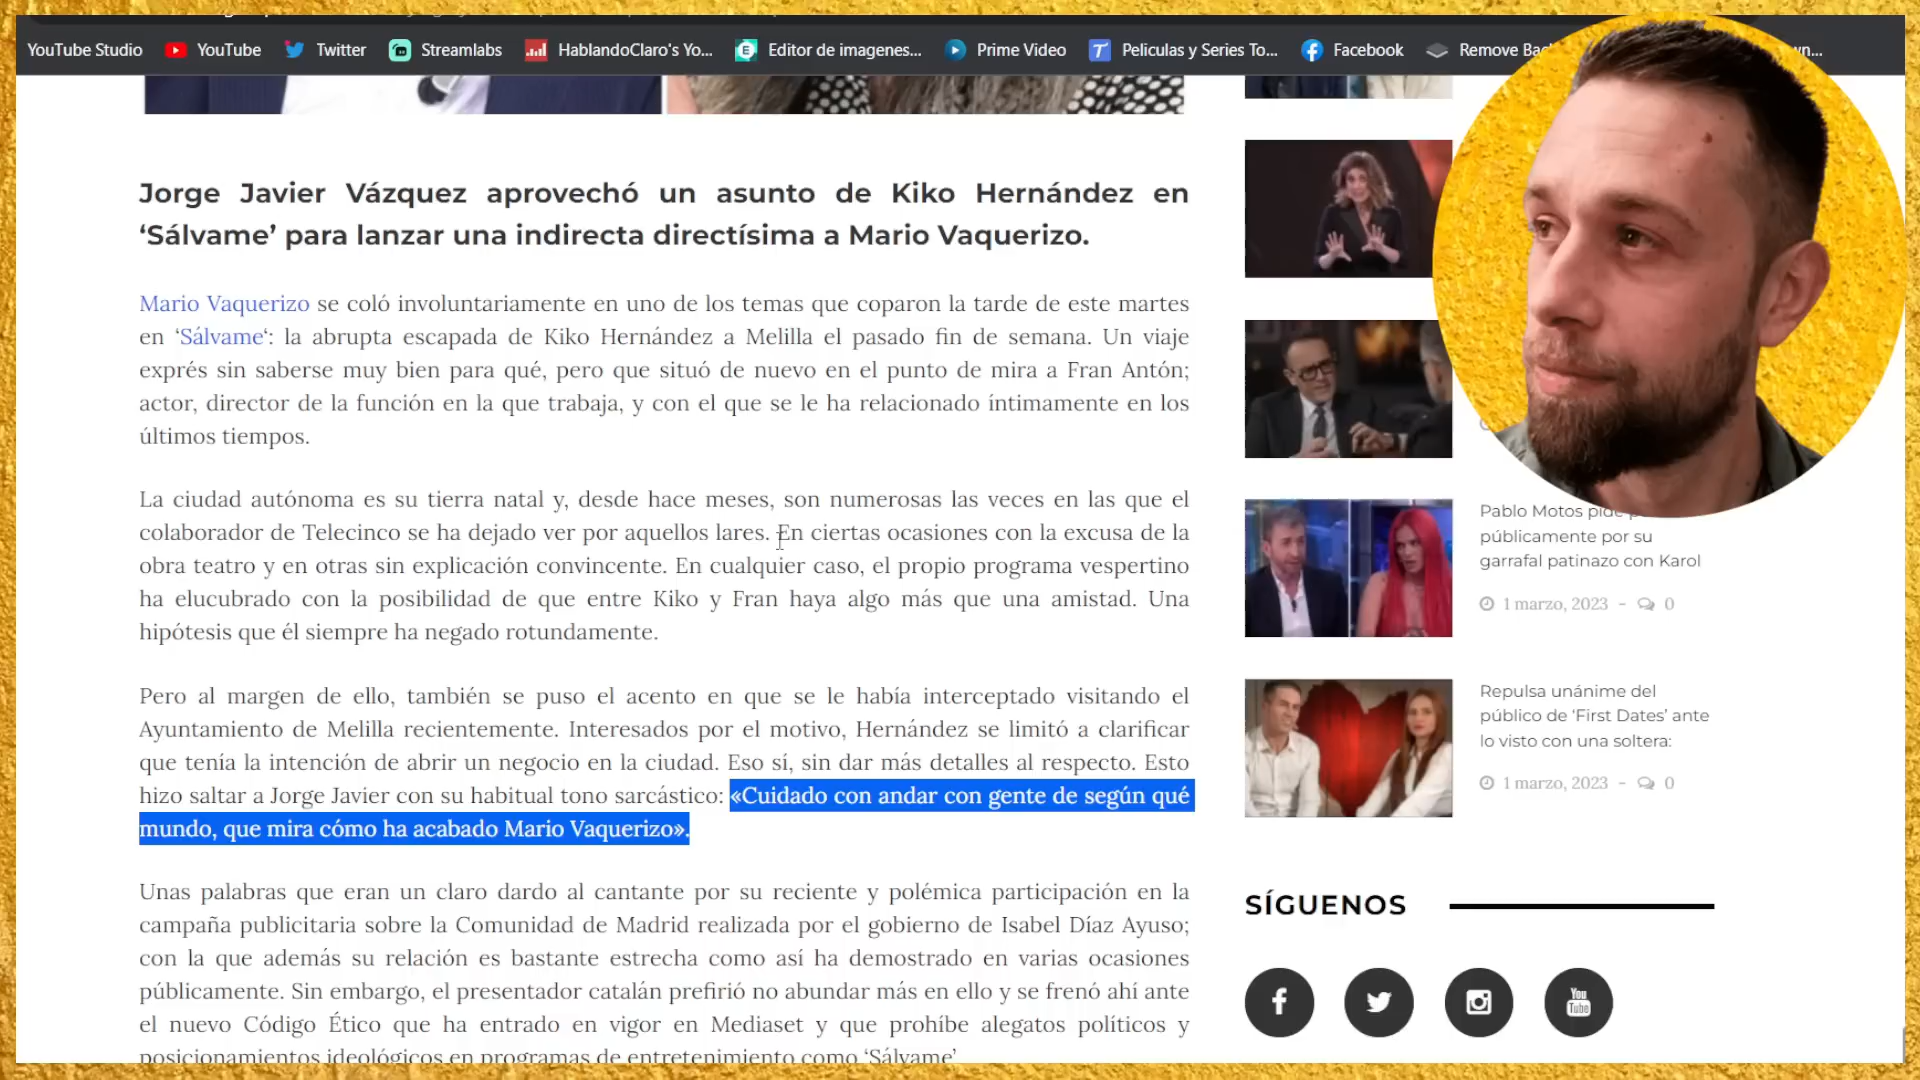 YouTube Studio YouTube Twitter Streamlabs HablandoClaro's Yo... Editor de imagenes... Prime Video Peliculas y Series To... Facebook Remove
Jorge Javier Vázquez aprovechó un asunto de Kiko Hernández en
‘Sálvame’ para lanzar una indirecta directísima a Mario Vaquerizo.
Mario Vaquerizo se coló involuntariamente en uno de los temas que coparon la tarde de este martes
en ‘Sálvame‘: la abrupta escapada de Kiko Hernández a Melilla el pasado fin de semana. Un viaje
exprés sin saberse muy bien para qué, pero que situó de nuevo en el punto de mira a Fran Antón;
actor, director de la función en la que trabaja, y con el que se le ha relacionado íntimamente en los
últimos tiempos.
La ciudad autónoma es su tierra natal y, desde hace meses, son numerosas las veces en las que el
colaborador de Telecinco se ha dejado ver por aquellos lares. En ciertas ocasiones con la excusa de la
obra teatro y en otras sin explicación convincente. En cualquier caso, el propio programa vespertino
ha elucubrado con la posibilidad de que entre Kiko y Fran haya algo más que una amistad. Una
hipótesis que él siempre ha negado rotundamente.
Pero al margen de ello, también se puso el acento en que se le había interceptado visitando el
Ayuntamiento de Melilla recientemente. Interesados por el motivo, Hernández se limitó a clarificar
que tenía la intención de abrir un negocio en la ciudad. Eso sí, sin dar más detalles al respecto. Esto
hizo saltar a Jorge Javier con su habitual tono sarcástico: «Cuidado con andar con gente de según qué
mundo, que mira cómo ha acabado Mario Vaquerizo».
Unas palabras que eran un claro dardo al cantante por su reciente y polémica participación en la
campaña publicitaria sobre la Comunidad de Madrid realizada por el gobierno de Isabel Díaz Ayuso;
con la que además su relación es bastante estrecha como así ha demostrado en varias ocasiones
públicamente. Sin embargo, el presentador catalán prefirió no abundar más en ello y se frenó ahí ante
el nuevo Código Ético que ha entrado en vigor en Mediaset y que prohíbe alegatos políticos y
posicionamientos ideológicos en programas de entretenimiento como ‘Sálvame’
Pablo Motos pide
públicamente por su
garrafal patinazo con Karol
1 marzo, 2023 - 0
Repulsa unánime del
público de ‘First Dates’ ante
lo visto con una soltera:
1 marzo, 2023 - 0
SÍGUENOS
You
Tube